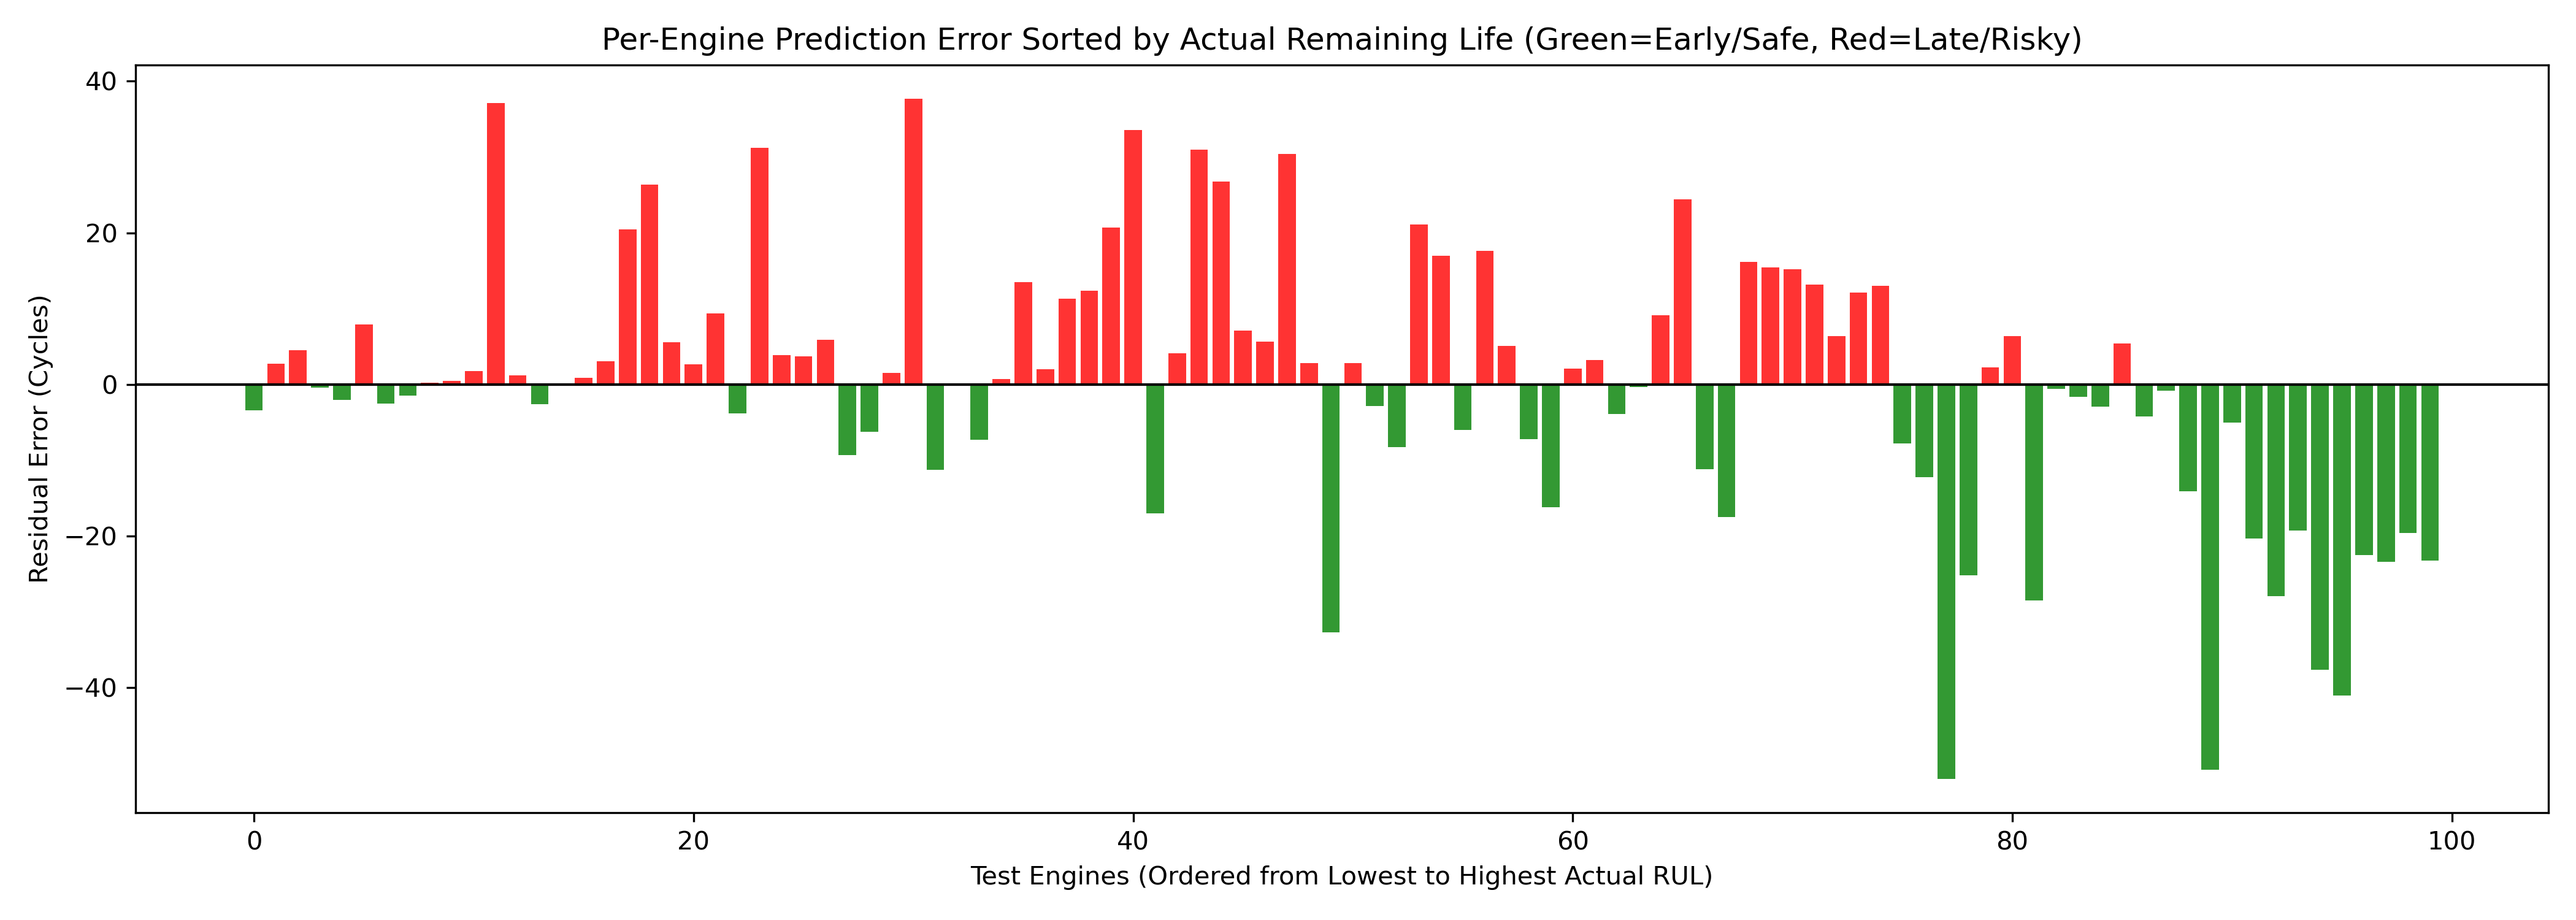 Per-Engine Prediction Error Sorted by Actual Remaining Life (Green=Early/Safe, Red=Late/Risky)
Residual Error (Cycles)
40
20
0
−20
−40
0 20 40 60 80 100
Test Engines (Ordered from Lowest to Highest Actual RUL)